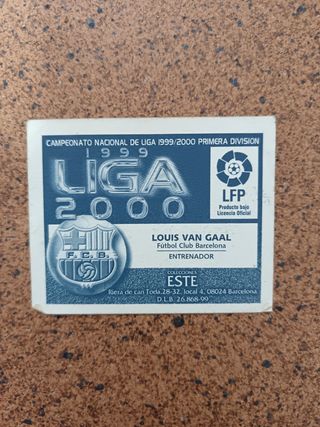 CAMPEONATO NACIONAL DE LIGA 1999/2000 PRIMERA DIVISION
1999
LIGA
2000
LFP
Producto bajo
Licencia Oficial
LOUIS VAN GAAL
Fútbol Club Barcelona
ENTRENADOR
F.C.B.
COLECCIONES
ESTE
Riera de can Toda,28-32, local 4, 08024 Barcelona
D.L.B. 26.868-99